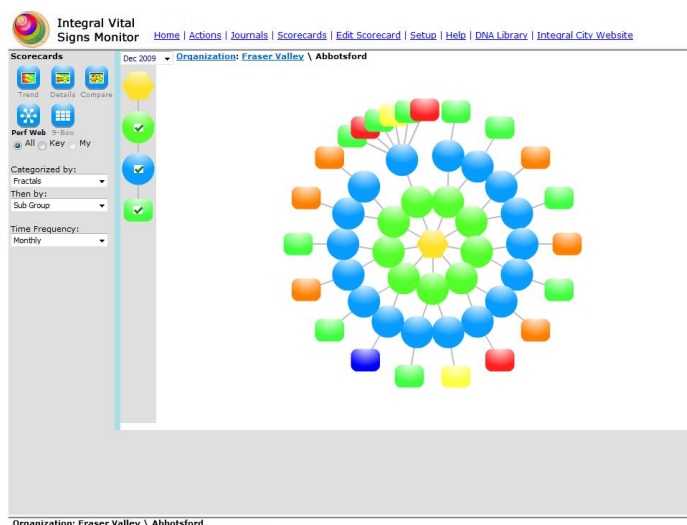 Integral Vital
Signs Monitor
Home | Actions | Journals | Scorecards | Edit Scorecard | Setup | Help | DNA Library | Integral City Website
Scorecards
Dec 2009
Organization: Fraser Valley \ Abbotsford
Trend Details Compare
Perf Web 9-Box
All Key My
Categorized by:
Fractals
Then by:
Sub Group
Time Frequency:
Monthly
Organization: Fraser Valley \ Abbotsford